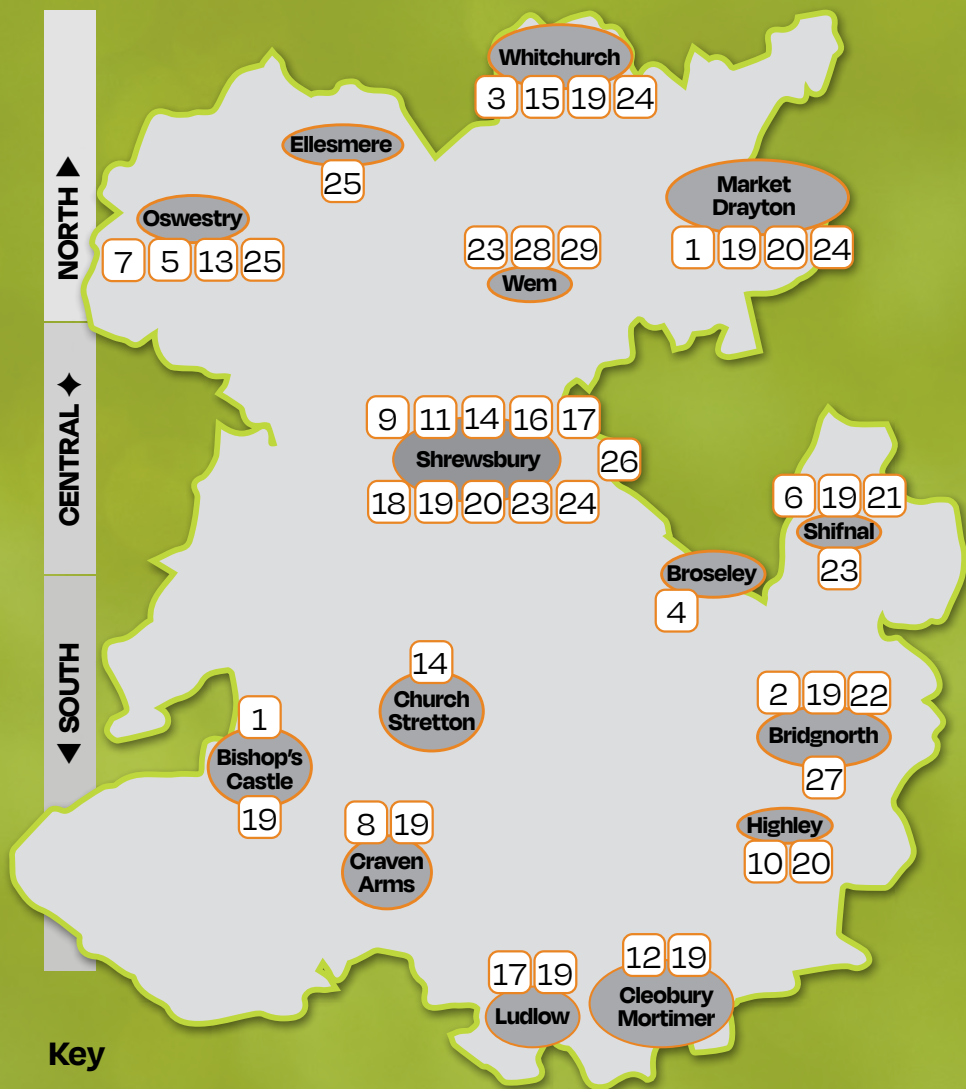 Whitchurch
3 15 19 24
Ellesmere
25
Market
Drayton
1 19 20 24
Oswestry
7 5 13 25
23 28 29
Wem
NORTH
CENTRAL
SOUTH
9 11 14 16 17
Shrewsbury
26
18 19 20 23 24
6 19 21
Shifnal
23
Broseley
4
14
Church
Stretton
2 19 22
Bridgnorth
27
1
Bishop's
Castle
19
8 19
Craven
Arms
Highley
10 20
17 19
Ludlow
12 19
Cleobury
Mortimer
Key